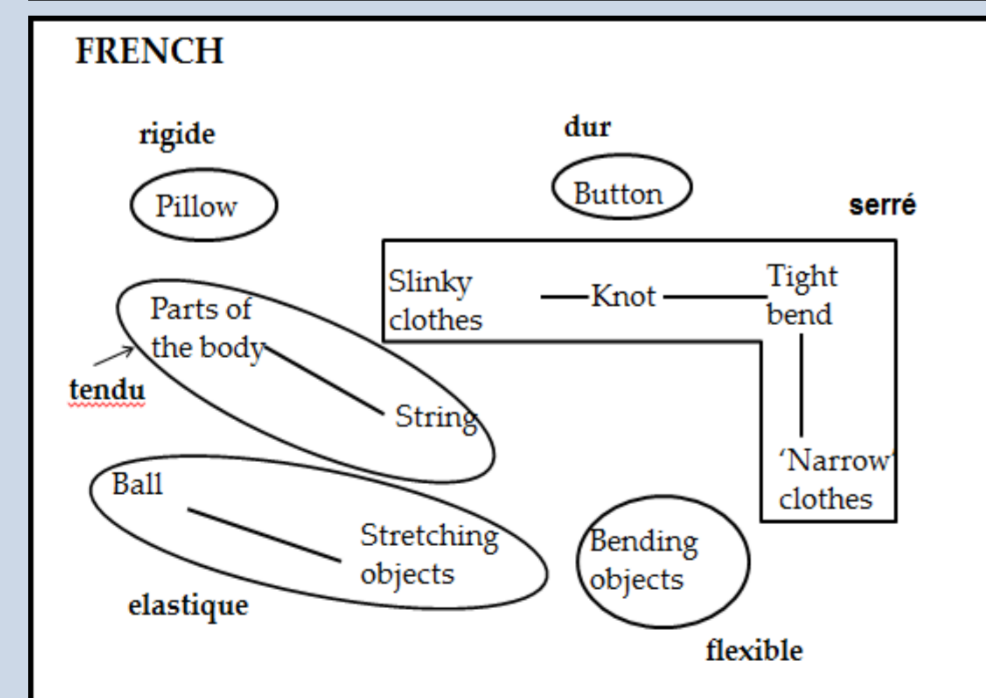 FRENCH
rigide
dur
Pillow
Button
serré
Slinky
clothes
Knot
Tight
bend
Parts of
the body
tendu
String
'Narrow'
clothes
Ball
Stretching
objects
Bending
objects
elastique
flexible